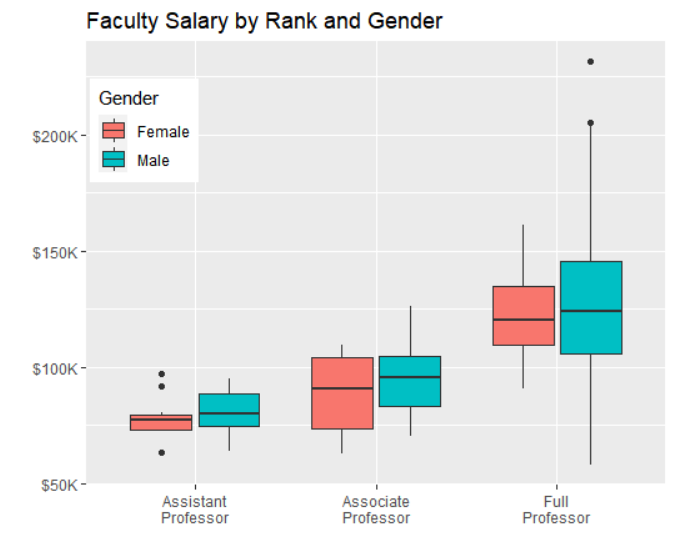 Faculty Salary by Rank and Gender
Gender
Female
Male
$200K
$150K
$100K
$50K
Assistant
Professor
Associate
Professor
Full
Professor